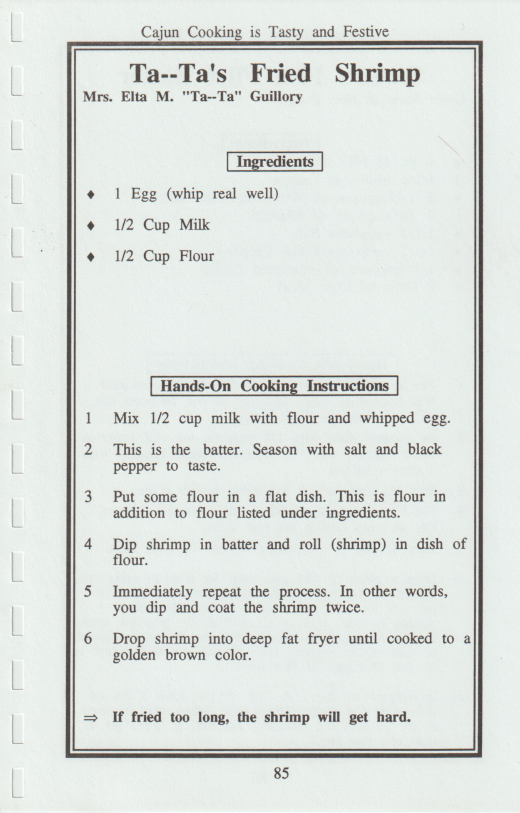 Cajun Cooking is Tasty and Festive
Ta--Ta's Fried Shrimp
Mrs. Elta M. "Ta--Ta" Guillory
Ingredients
♦ 1 Egg (whip real well)
♦ 1/2 Cup Milk
♦ 1/2 Cup Flour
Hands-On Cooking Instructions
1 Mix 1/2 cup milk with flour and whipped egg.
2 This is the batter. Season with salt and black
pepper to taste.
3 Put some flour in a flat dish. This is flour in
addition to flour listed under ingredients.
4 Dip shrimp in batter and roll (shrimp) in dish of
flour.
5 Immediately repeat the process. In other words,
you dip and coat the shrimp twice.
6 Drop shrimp into deep fat fryer until cooked to a
golden brown color.
⇒ If fried too long, the shrimp will get hard.
85